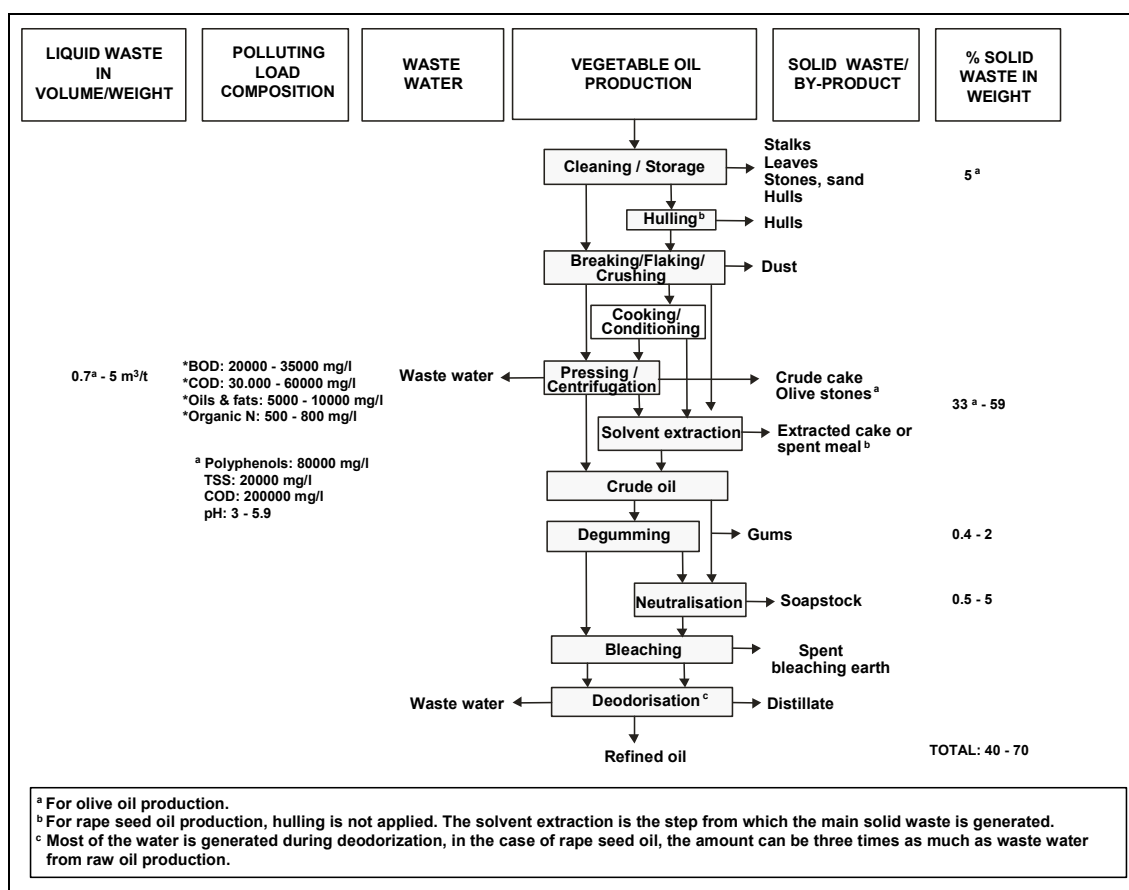 LIQUID WASTE
IN
VOLUME/WEIGHT
POLLUTING
LOAD
COMPOSITION
WASTE
WATER
VEGETABLE OIL
PRODUCTION
SOLID WASTE/
BY-PRODUCT
% SOLID
WASTE IN
WEIGHT
Cleaning / Storage
Stalks
Leaves
Stones, sand
Hulls
5 a
Hulling b
Hulls
Breaking/Flaking/
Crushing
Dust
Cooking/
Conditioning
0.7a - 5 m3/t
*BOD: 20000 - 35000 mg/l
*COD: 30.000 - 60000 mg/l
*Oils & fats: 5000 - 10000 mg/l
*Organic N: 500 - 800 mg/l
Waste water
Pressing /
Centrifugation
Crude cake
Olive stones a
33 a - 59
Solvent extraction
Extracted cake or
spent meal b
a Polyphenols: 80000 mg/l
TSS: 20000 mg/l
COD: 200000 mg/l
pH: 3 - 5.9
Crude oil
Degumming
Gums
0.4 - 2
Neutralisation
Soapstock
0.5 - 5
Bleaching
Spent
bleaching earth
Waste water
Deodorisation c
Distillate
Refined oil
TOTAL: 40 - 70
a For olive oil production.
b For rape seed oil production, hulling is not applied. The solvent extraction is the step from which the main solid waste is generated.
c Most of the water is generated during deodorization, in the case of rape seed oil, the amount can be three times as much as waste water
from raw oil production.